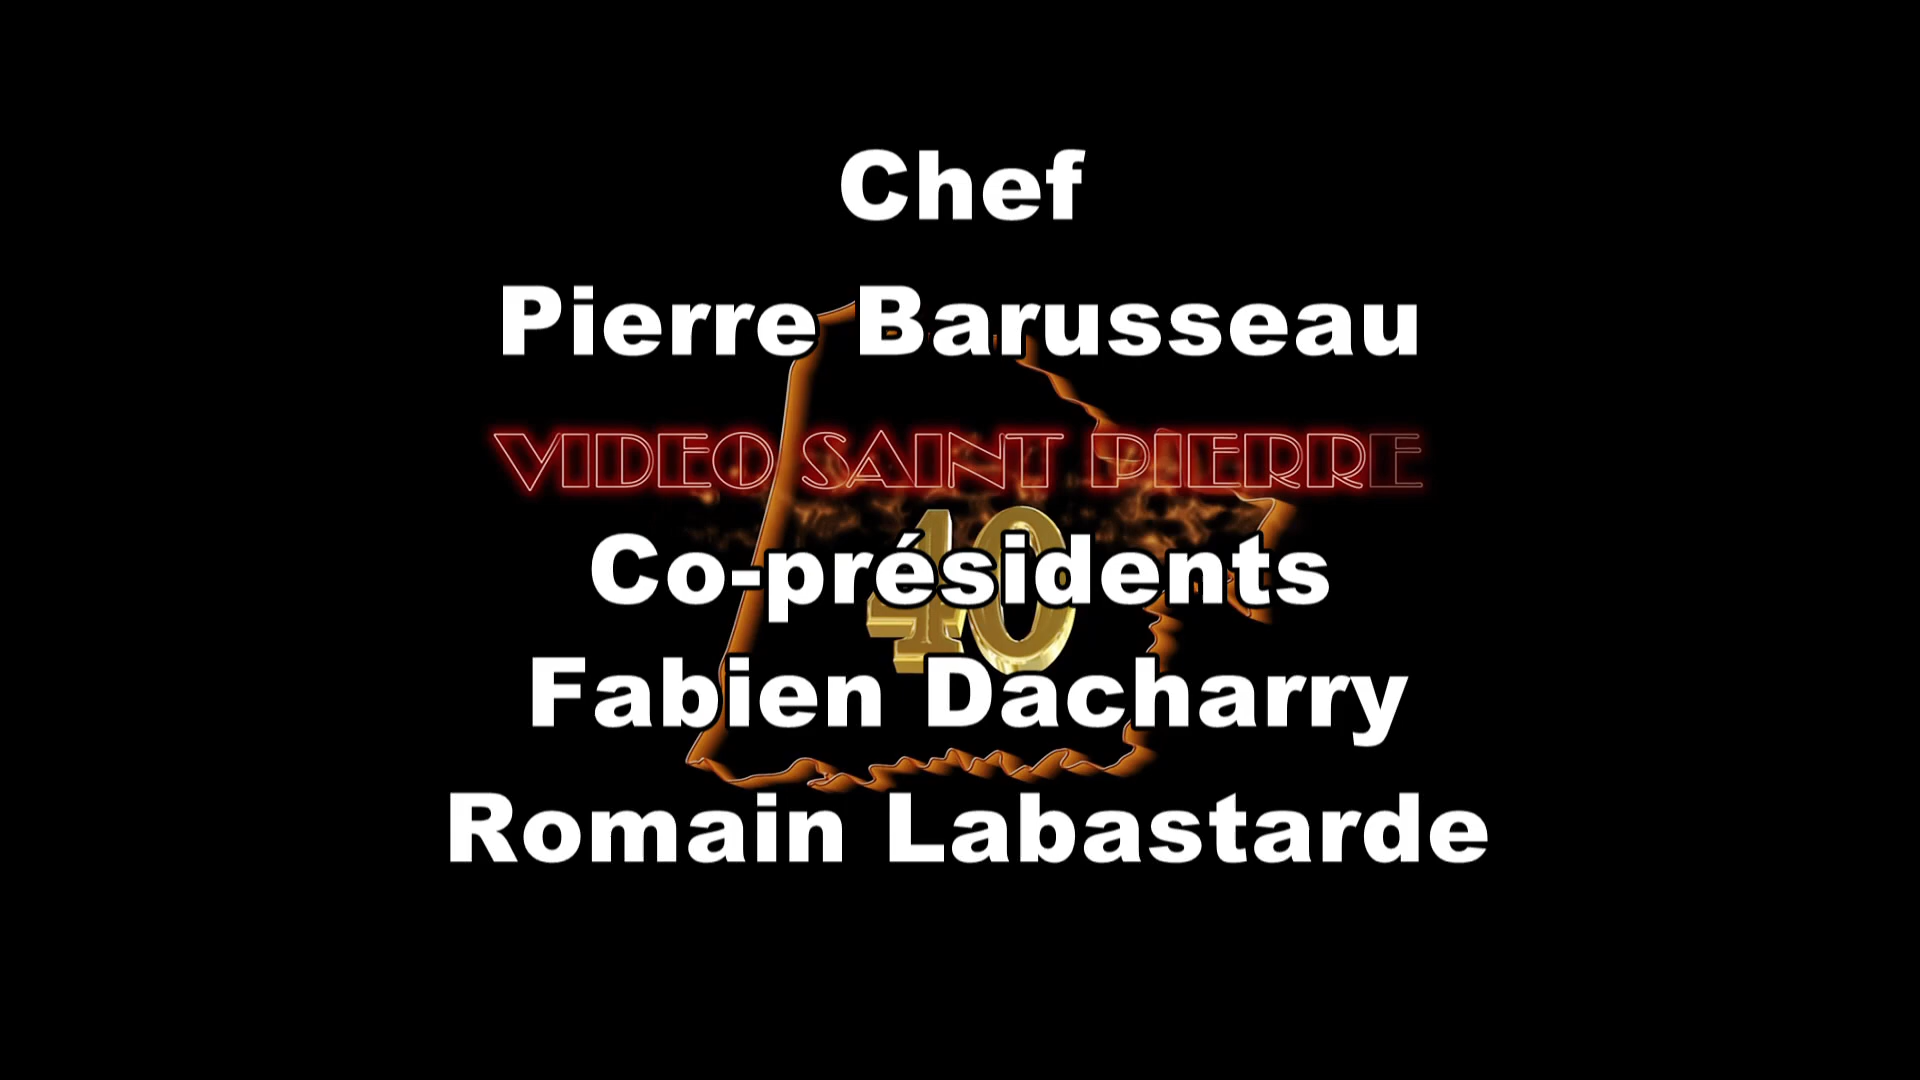 Chef
Pierre Barusseau
VIDEO SAINT PIERRE
40
Co-présidents
Fabien Dacharry
Romain Labastarde